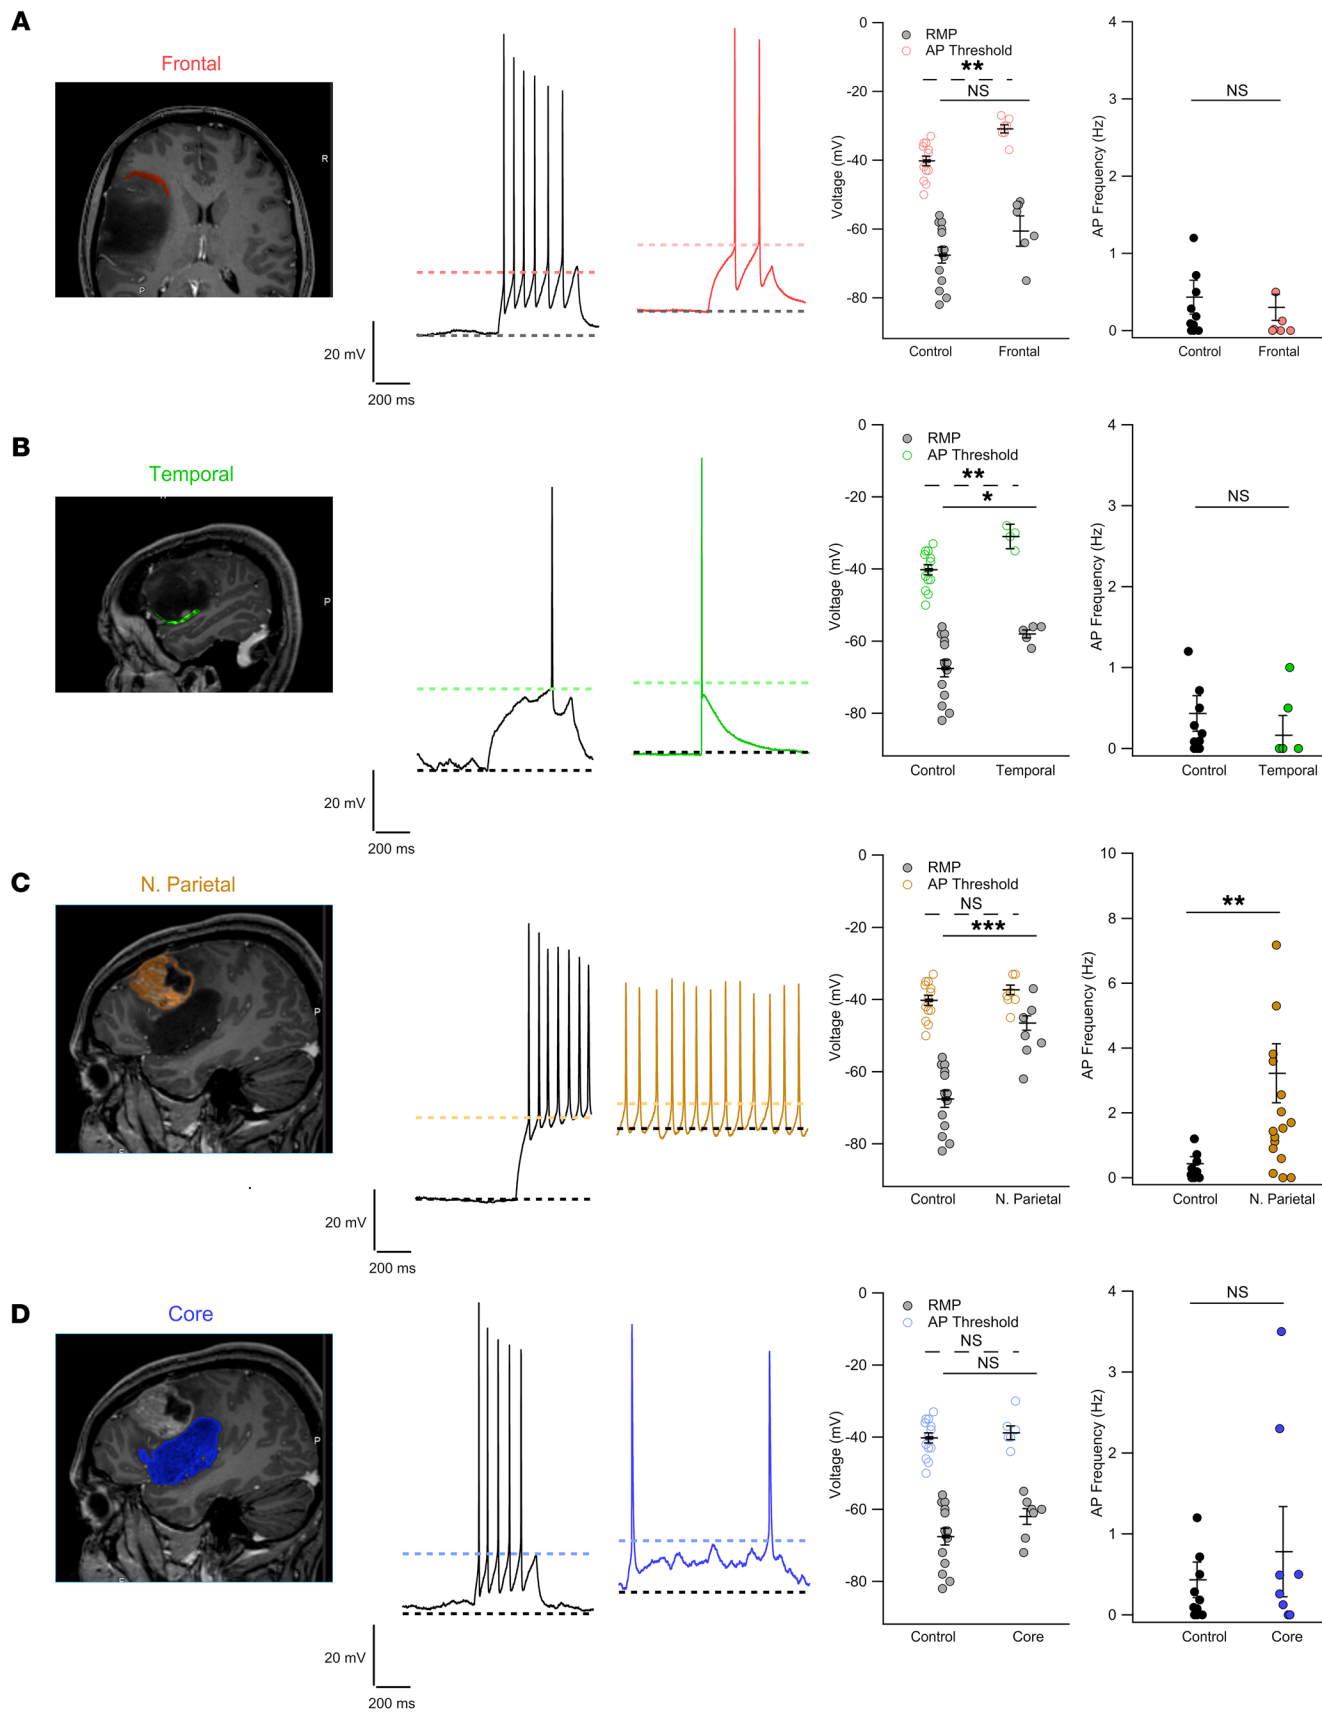 A
Frontal
R
P
20 mV
200 ms
0
-20
-40
-60
-80
Voltage (mV)
RMP
AP Threshold
**
NS
Control
Frontal
4
3
2
1
0
AP Frequency (Hz)
NS
Control
Frontal
B
Temporal
P
20 mV
200 ms
0
-20
-40
-60
-80
Voltage (mV)
RMP
AP Threshold
**
*
Control
Temporal
4
3
2
1
0
AP Frequency (Hz)
NS
Control
Temporal
C
N. Parietal
P
20 mV
200 ms
0
-20
-40
-60
-80
Voltage (mV)
RMP
AP Threshold
NS
***
Control
N. Parietal
10
8
6
4
2
0
AP Frequency (Hz)
**
Control
N. Parietal
D
Core
P
20 mV
200 ms
0
-20
-40
-60
-80
Voltage (mV)
RMP
AP Threshold
NS
NS
Control
Core
4
3
2
1
0
AP Frequency (Hz)
NS
Control
Core